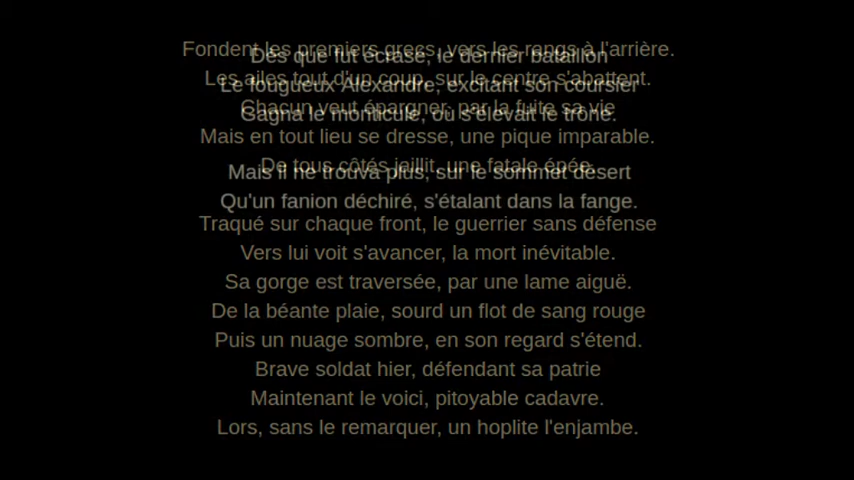 Fondent les premiers grecs, vers les rangs à l'arrière.
Dès que fut écrasé, le dernier bataillon
Les ailes tout d'un coup, sur le centre s'abattent.
Le fougueux Alexandre, excitant son coursier
Chacun veut épargner, par la fuite sa vie
Gagna le monticule, où s'élevait le trône.
Mais en tout lieu se dresse, une pique imparable.
De tous côtés jaillit, une fatale épée.
Mais il ne trouva plus, sur le sommet désert
Qu'un fanion déchiré, s'étalant dans la fange.
Traqué sur chaque front, le guerrier sans défense
Vers lui voit s'avancer, la mort inévitable.
Sa gorge est traversée, par une lame aiguë.
De la béante plaie, sourd un flot de sang rouge
Puis un nuage sombre, en son regard s'étend.
Brave soldat hier, défendant sa patrie
Maintenant le voici, pitoyable cadavre.
Lors, sans le remarquer, un hoplite l'enjambe.